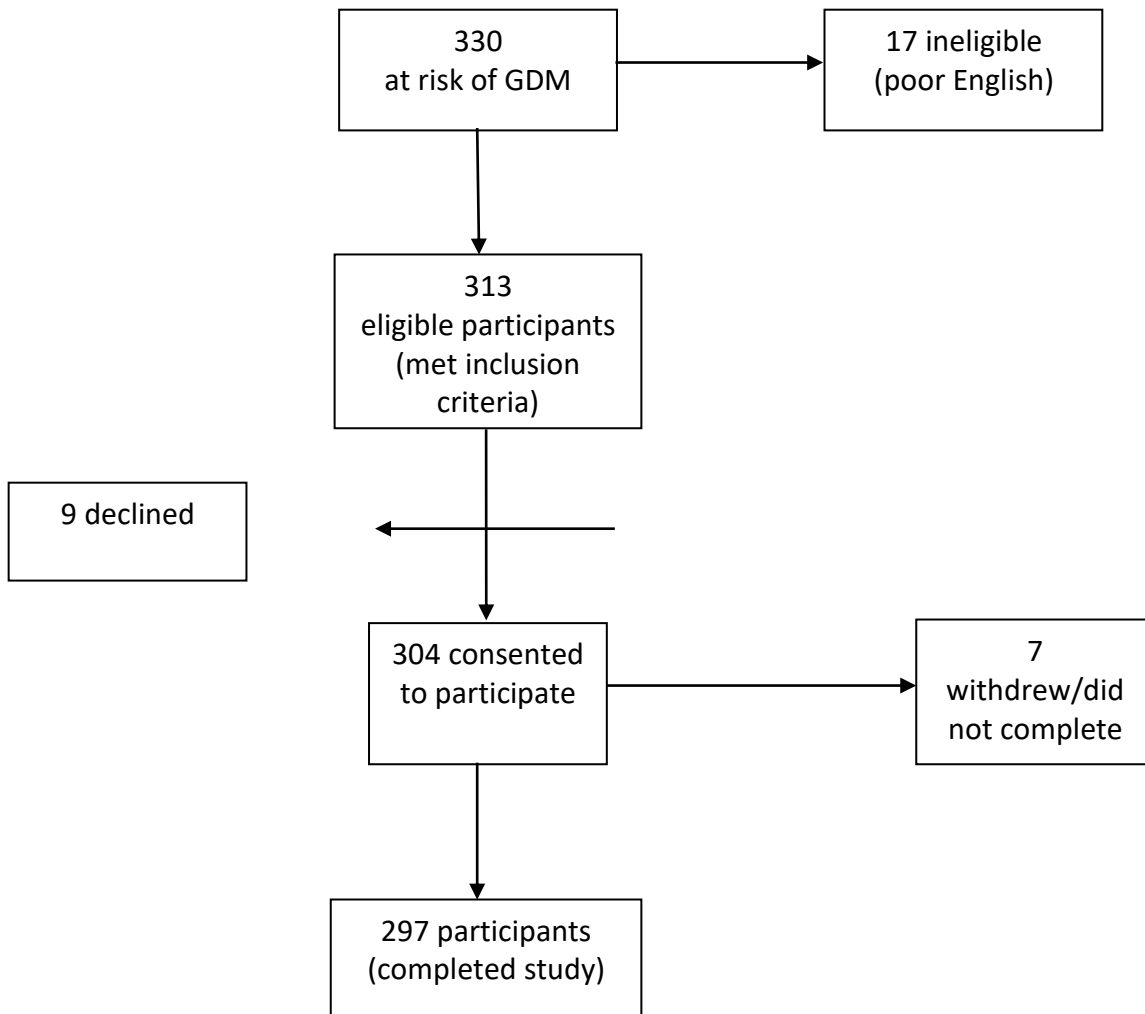 330
at risk of GDM
17 ineligible
(poor English)
313
eligible participants
(met inclusion
criteria)
9 declined
304 consented
to participate
7
withdrew/did
not complete
297 participants
(completed study)